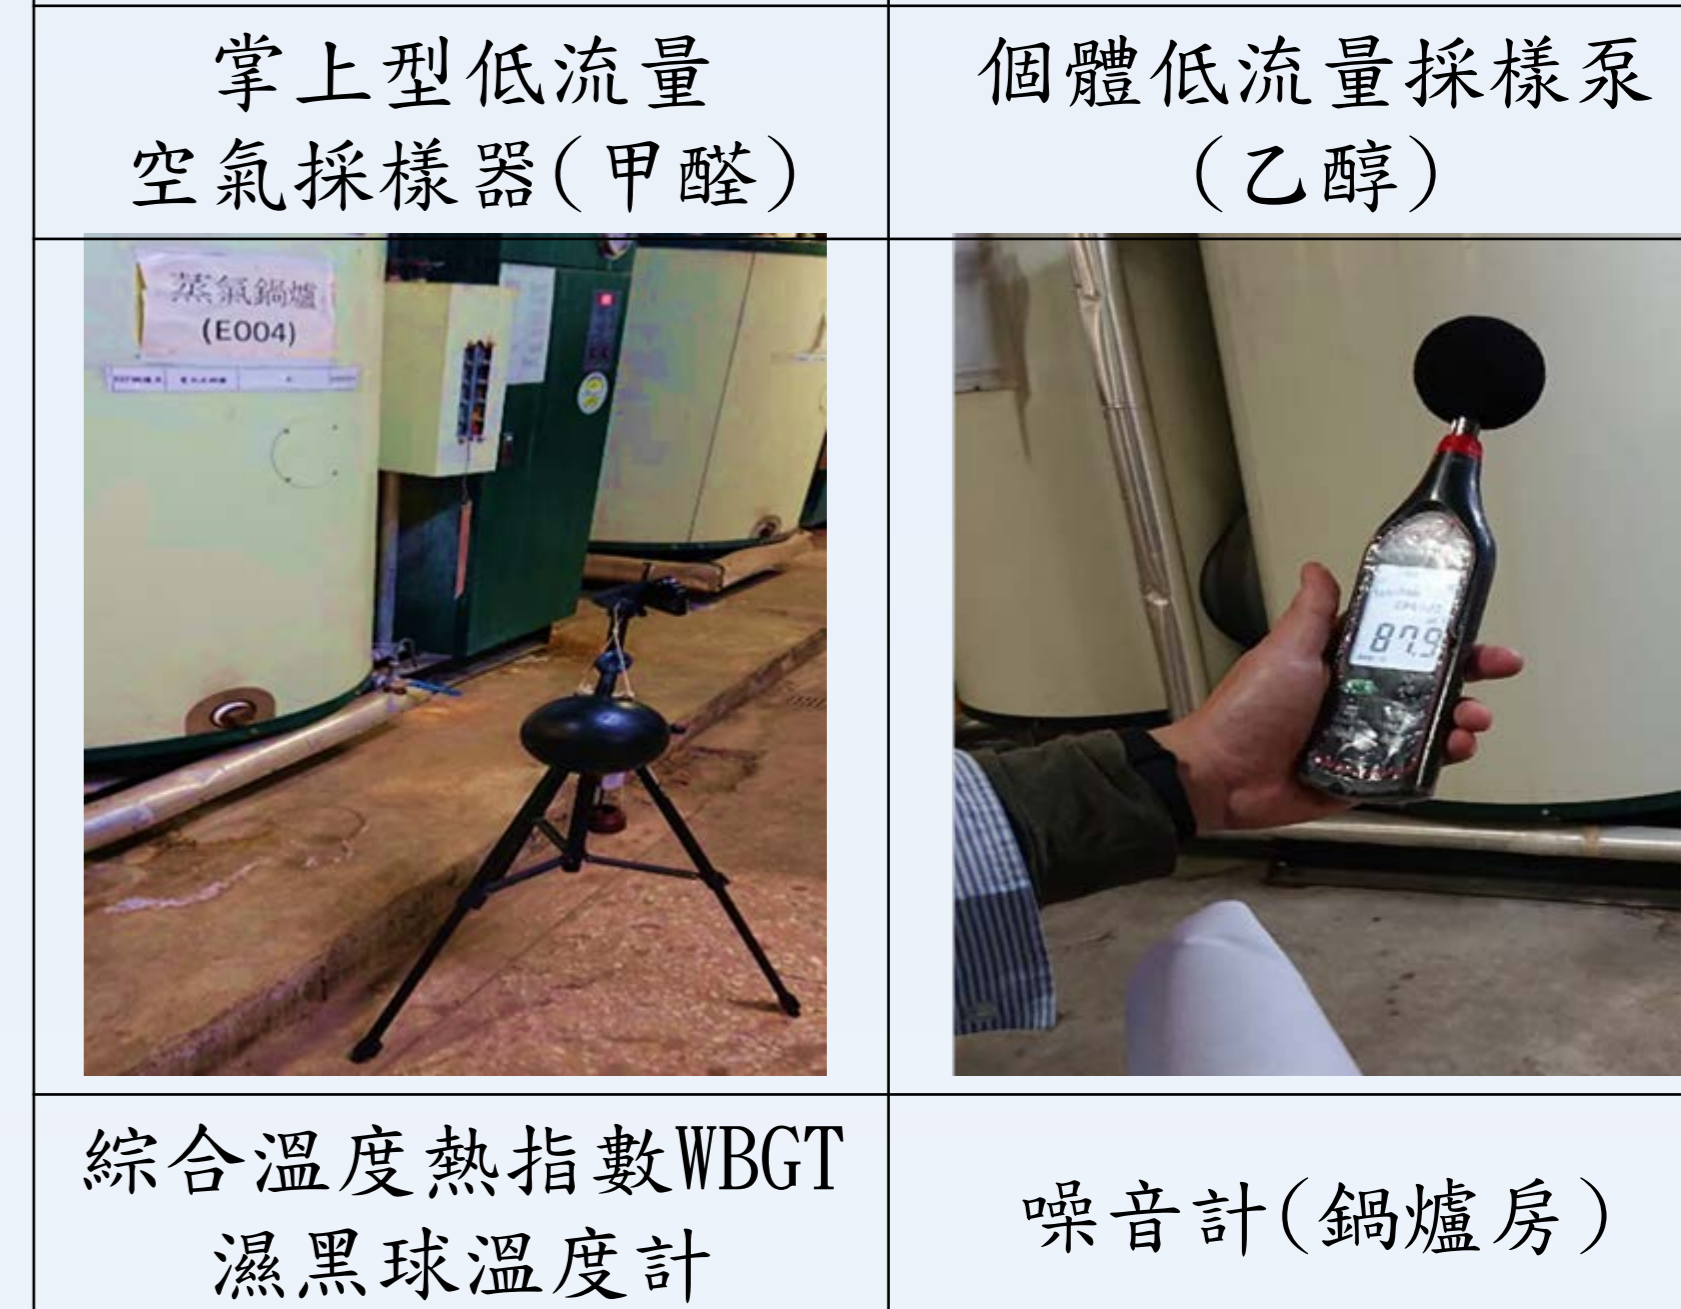 掌上型低流量
空氣採樣器(甲醛)
個體低流量採樣泵
(乙醇)
蒸氣鍋爐
(E004)
87.9
綜合溫度熱指數WBGT
濕黑球溫度計
噪音計(鍋爐房)